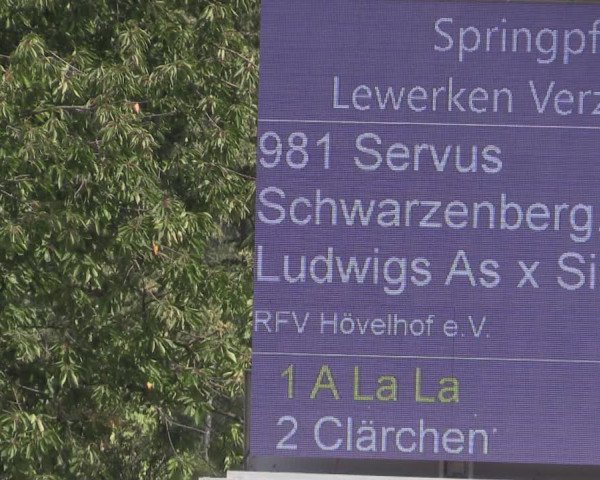 Springpf
Lewerken Verz
981 Servus
Schwarzenberg,
Ludwigs As x Si
RFV Hövelhof e.V.
1 A La La
2 Clärchen